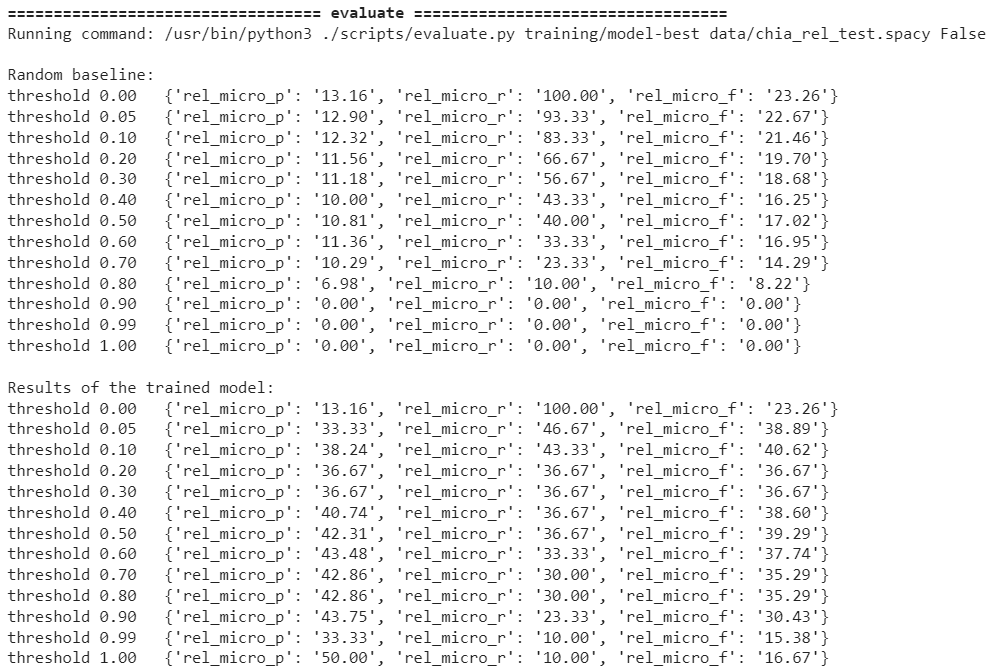 ================================== evaluate ==================================
Running command: /usr/bin/python3 ./scripts/evaluate.py training/model-best data/chia_rel_test.spacy False
Random baseline:
threshold 0.00   {'rel_micro_p': '13.16', 'rel_micro_r': '100.00', 'rel_micro_f': '23.26'}
threshold 0.05   {'rel_micro_p': '12.90', 'rel_micro_r': '93.33', 'rel_micro_f': '22.67'}
threshold 0.10   {'rel_micro_p': '12.32', 'rel_micro_r': '83.33', 'rel_micro_f': '21.46'}
threshold 0.20   {'rel_micro_p': '11.56', 'rel_micro_r': '66.67', 'rel_micro_f': '19.70'}
threshold 0.30   {'rel_micro_p': '11.18', 'rel_micro_r': '56.67', 'rel_micro_f': '18.68'}
threshold 0.40   {'rel_micro_p': '10.00', 'rel_micro_r': '43.33', 'rel_micro_f': '16.25'}
threshold 0.50   {'rel_micro_p': '10.81', 'rel_micro_r': '40.00', 'rel_micro_f': '17.02'}
threshold 0.60   {'rel_micro_p': '11.36', 'rel_micro_r': '33.33', 'rel_micro_f': '16.95'}
threshold 0.70   {'rel_micro_p': '10.29', 'rel_micro_r': '23.33', 'rel_micro_f': '14.29'}
threshold 0.80   {'rel_micro_p': '6.98', 'rel_micro_r': '10.00', 'rel_micro_f': '8.22'}
threshold 0.90   {'rel_micro_p': '0.00', 'rel_micro_r': '0.00', 'rel_micro_f': '0.00'}
threshold 0.99   {'rel_micro_p': '0.00', 'rel_micro_r': '0.00', 'rel_micro_f': '0.00'}
threshold 1.00   {'rel_micro_p': '0.00', 'rel_micro_r': '0.00', 'rel_micro_f': '0.00'}
Results of the trained model:
threshold 0.00   {'rel_micro_p': '13.16', 'rel_micro_r': '100.00', 'rel_micro_f': '23.26'}
threshold 0.05   {'rel_micro_p': '33.33', 'rel_micro_r': '46.67', 'rel_micro_f': '38.89'}
threshold 0.10   {'rel_micro_p': '38.24', 'rel_micro_r': '43.33', 'rel_micro_f': '40.62'}
threshold 0.20   {'rel_micro_p': '36.67', 'rel_micro_r': '36.67', 'rel_micro_f': '36.67'}
threshold 0.30   {'rel_micro_p': '36.67', 'rel_micro_r': '36.67', 'rel_micro_f': '36.67'}
threshold 0.40   {'rel_micro_p': '40.74', 'rel_micro_r': '36.67', 'rel_micro_f': '38.60'}
threshold 0.50   {'rel_micro_p': '42.31', 'rel_micro_r': '36.67', 'rel_micro_f': '39.29'}
threshold 0.60   {'rel_micro_p': '43.48', 'rel_micro_r': '33.33', 'rel_micro_f': '37.74'}
threshold 0.70   {'rel_micro_p': '42.86', 'rel_micro_r': '30.00', 'rel_micro_f': '35.29'}
threshold 0.80   {'rel_micro_p': '42.86', 'rel_micro_r': '30.00', 'rel_micro_f': '35.29'}
threshold 0.90   {'rel_micro_p': '43.75', 'rel_micro_r': '23.33', 'rel_micro_f': '30.43'}
threshold 0.99   {'rel_micro_p': '33.33', 'rel_micro_r': '10.00', 'rel_micro_f': '15.38'}
threshold 1.00   {'rel_micro_p': '50.00', 'rel_micro_r': '10.00', 'rel_micro_f': '16.67'}